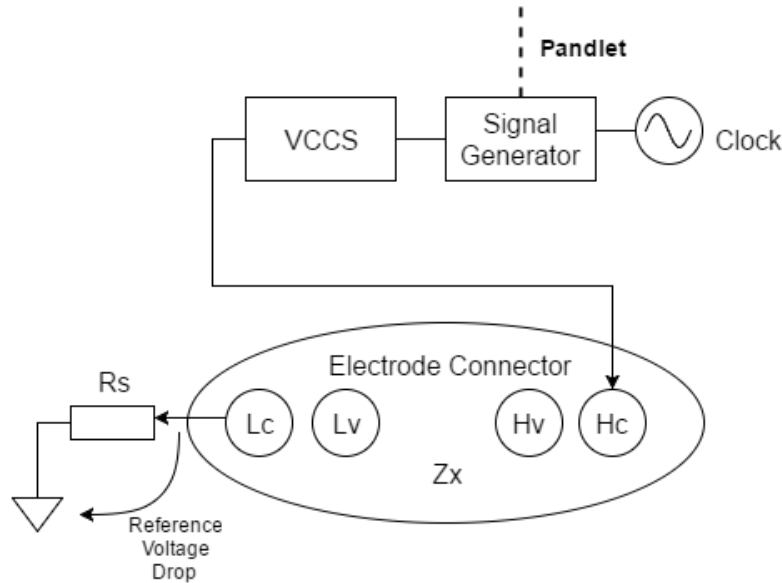 Pandlet
VCCS
Signal
Generator
Clock
Electrode Connector
Rs
Lc
Lv
Hv
Hc
Zx
Reference
Voltage
Drop